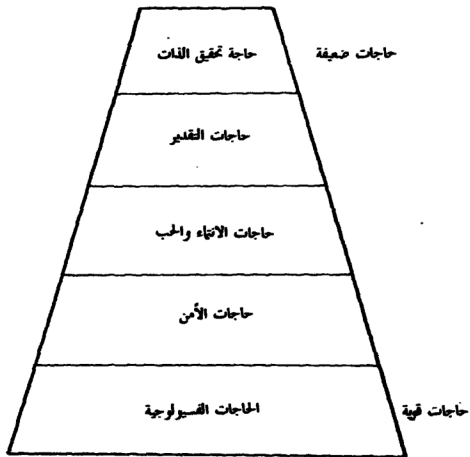 حاجة تحقيق الذات
حاجات ضعيفة
حاجات التقدير
حاجات الانتماء والحب
حاجات الأمن
الحاجات الفسيولوجية
حاجات قوية